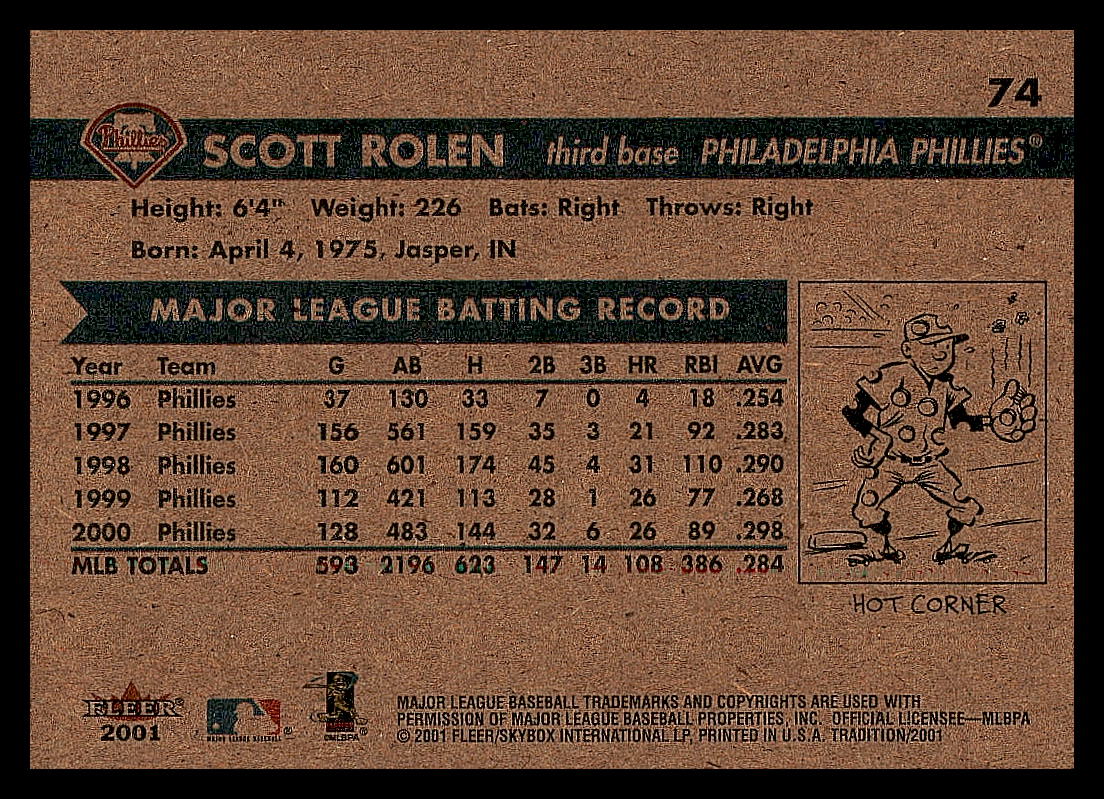 74
Phillies
SCOTT ROLEN third base PHILADELPHIA PHILLIES®
Height: 6'4" Weight: 226 Bats: Right Throws: Right
Born: April 4, 1975, Jasper, IN
MAJOR LEAGUE BATTING RECORD
Year Team G AB H 2B 3B HR RBI AVG
1996 Phillies 37 130 33 7 0 4 18 .254
1997 Phillies 156 561 159 35 3 21 92 .283
1998 Phillies 160 601 174 45 4 31 110 .290
1999 Phillies 112 421 113 28 1 26 77 .268
2000 Phillies 128 483 144 32 6 26 89 .298
MLB TOTALS 593 2196 623 147 14 108 386 .284
HOT CORNER
FLEER®
2001
MAJOR LEAGUE BASEBALL®
©MLBPA®
MAJOR LEAGUE BASEBALL TRADEMARKS AND COPYRIGHTS ARE USED WITH
PERMISSION OF MAJOR LEAGUE BASEBALL PROPERTIES, INC. OFFICIAL LICENSEE—MLBPA
© 2001 FLEER/SKYBOX INTERNATIONAL LP, PRINTED IN U.S.A. TRADITION/2001